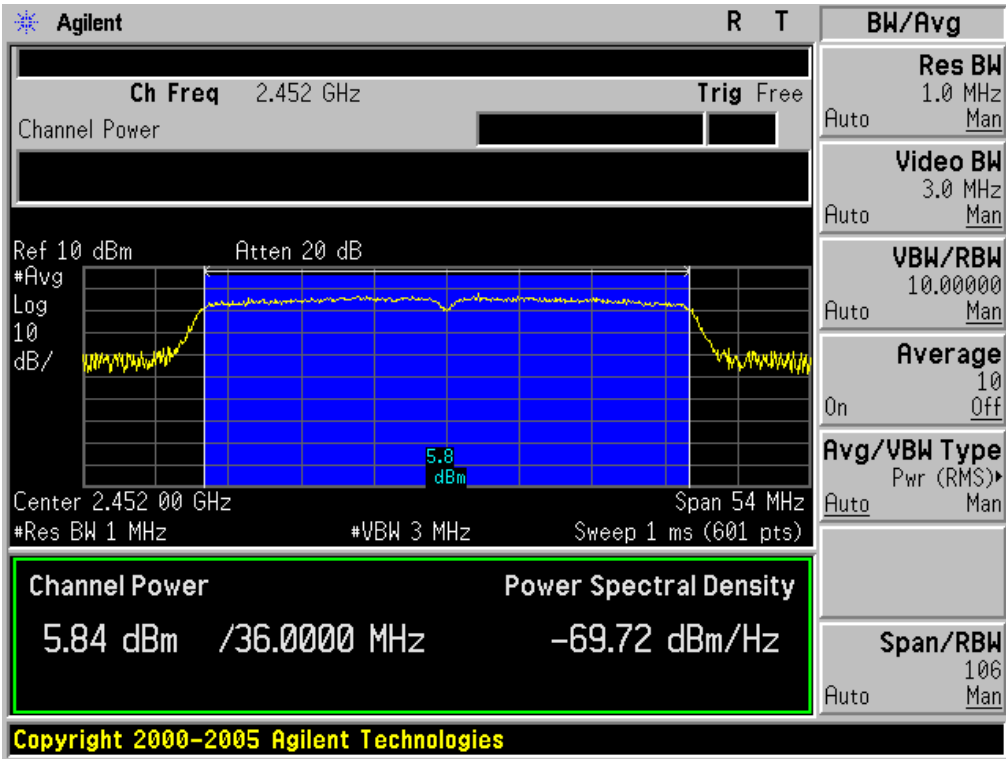 Agilent R T
Ch Freq 2.452 GHz Trig Free
Channel Power
Ref 10 dBm Atten 20 dB
#Avg
Log
10
dB/
5.8
dBm
Center 2.452 00 GHz Span 54 MHz
#Res BW 1 MHz #VBW 3 MHz Sweep 1 ms (601 pts)
Channel Power Power Spectral Density
5.84 dBm /36.0000 MHz -69.72 dBm/Hz
Copyright 2000-2005 Agilent Technologies
BW/Avg
Res BW
1.0 MHz
Auto Man
Video BW
3.0 MHz
Auto Man
VBW/RBW
10.00000
Auto Man
Average
10
On Off
Avg/VBW Type
Pwr (RMS)▸
Auto Man
Span/RBW
106
Auto Man